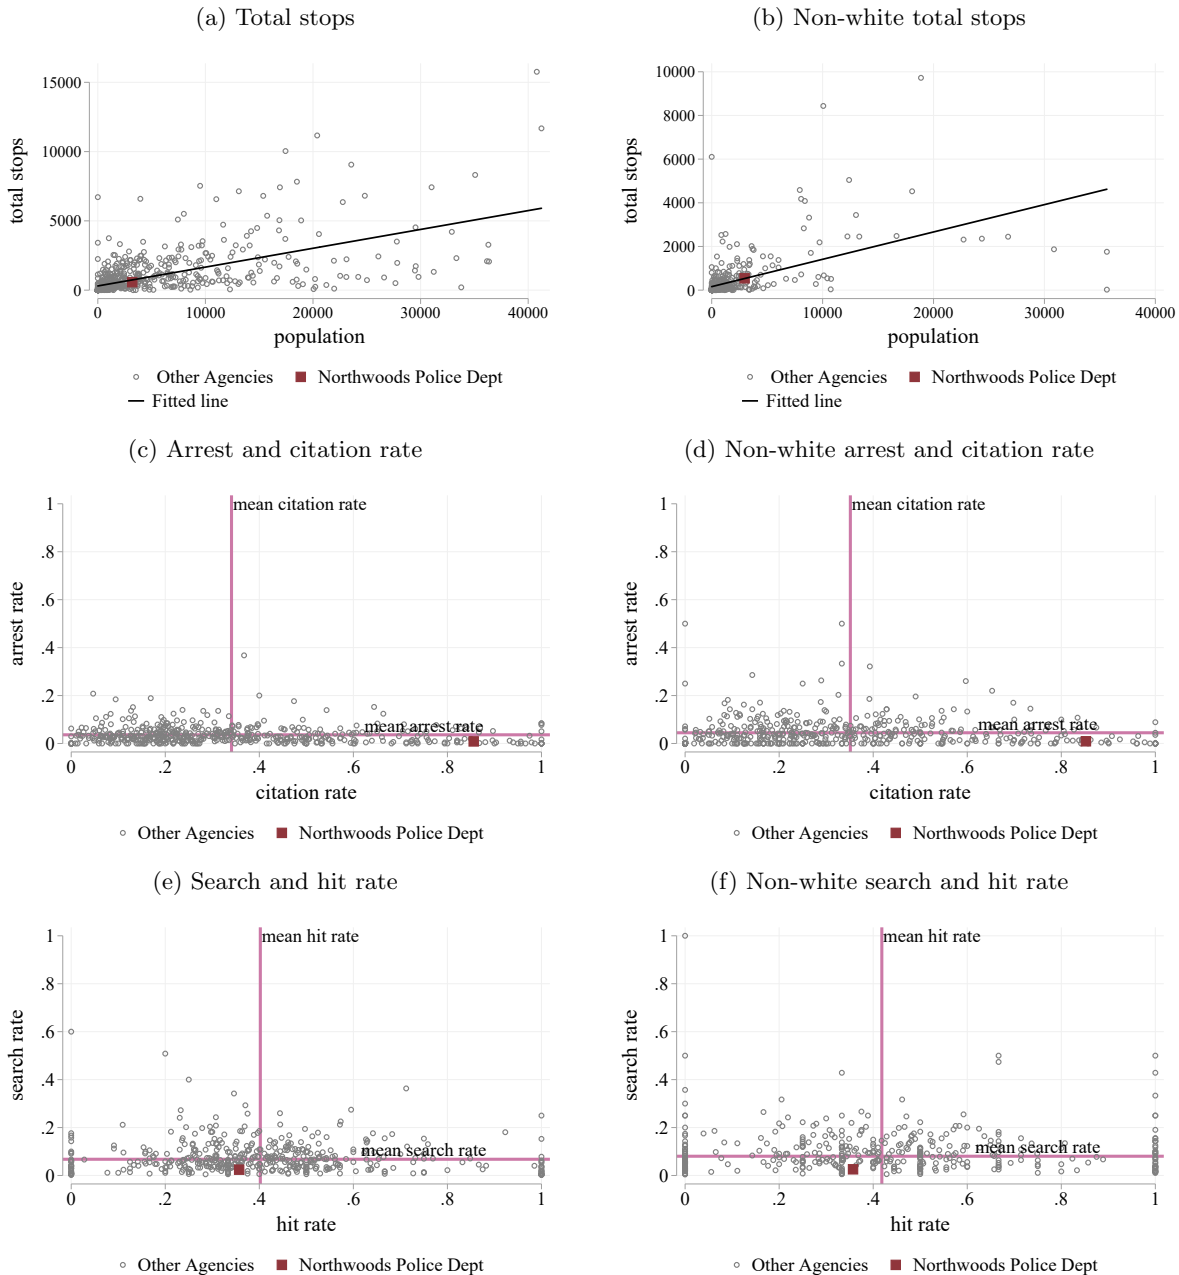 (a) Total stops
(b) Non-white total stops
15000
10000
5000
0
total stops
0 10000 20000 30000 40000
population
Other Agencies Northwoods Police Dept
Fitted line
10000
8000
6000
4000
2000
0
total stops
0 10000 20000 30000 40000
population
Other Agencies Northwoods Police Dept
Fitted line
(c) Arrest and citation rate
(d) Non-white arrest and citation rate
1
.8
.6
.4
.2
0
arrest rate
mean citation rate
mean arrest rate
0 .2 .4 .6 .8 1
citation rate
Other Agencies Northwoods Police Dept
1
.8
.6
.4
.2
0
arrest rate
mean citation rate
mean arrest rate
0 .2 .4 .6 .8 1
citation rate
Other Agencies Northwoods Police Dept
(e) Search and hit rate
(f) Non-white search and hit rate
1
.8
.6
.4
.2
0
search rate
mean hit rate
mean search rate
0 .2 .4 .6 .8 1
hit rate
Other Agencies Northwoods Police Dept
1
.8
.6
.4
.2
0
search rate
mean hit rate
mean search rate
0 .2 .4 .6 .8 1
hit rate
Other Agencies Northwoods Police Dept